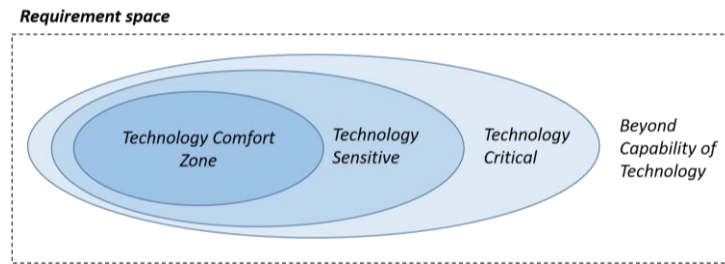 Requirement space
Technology Comfort
Zone
Technology
Sensitive
Technology
Critical
Beyond
Capability of
Technology